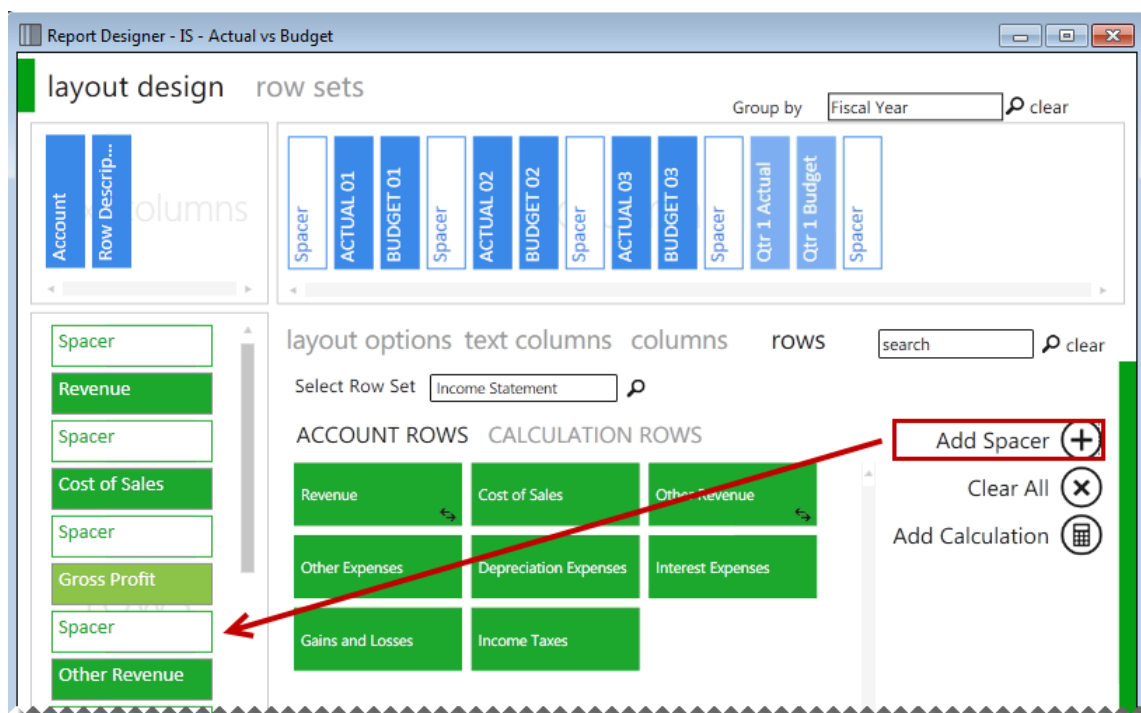 Report Designer - IS - Actual vs Budget
layout design row sets
Group by Fiscal Year clear
Account
Row Descrip...
columns
Spacer
ACTUAL 01
BUDGET 01
Spacer
ACTUAL 02
BUDGET 02
Spacer
ACTUAL 03
BUDGET 03
Spacer
Qtr 1 Actual
Qtr 1 Budget
Spacer
Spacer
Revenue
Spacer
Cost of Sales
Spacer
Gross Profit
Spacer
Other Revenue
layout options text columns columns rows search clear
Select Row Set Income Statement
ACCOUNT ROWS CALCULATION ROWS
Revenue Cost of Sales Other Revenue
Other Expenses Depreciation Expenses Interest Expenses
Gains and Losses Income Taxes
Add Spacer
Clear All
Add Calculation